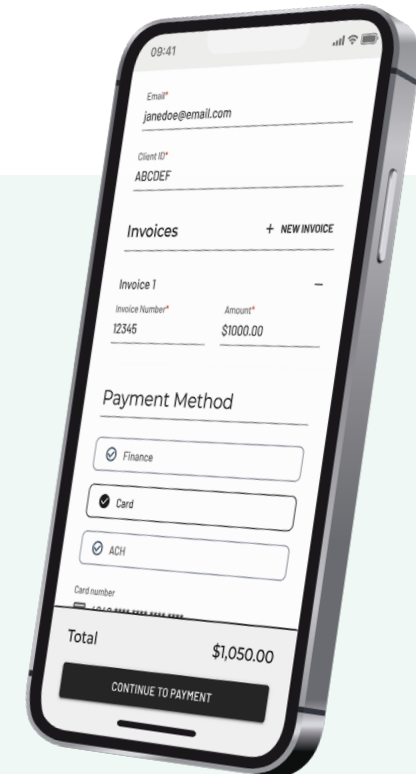 09:41
Email*
janedoe@email.com
Client ID*
ABCDEF
Invoices + NEW INVOICE
Invoice 1 –
Invoice Number* Amount*
12345 $1000.00
Payment Method
Finance
Card
ACH
Card number
Total $1,050.00
CONTINUE TO PAYMENT